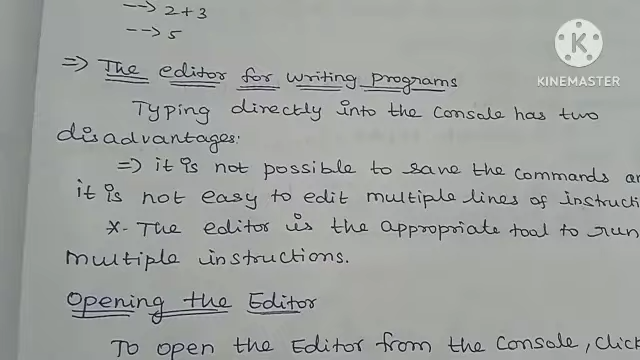 --> 2+3
--> 5
K
KINEMASTER
=> The editor for writing programs
Typing directly into the console has two
disadvantages:
=> it is not possible to save the commands
it is not easy to edit multiple lines of
*. The editor is the appropriate tool to run
multiple instructions.
Opening the Editor
To open the Editor from the console,